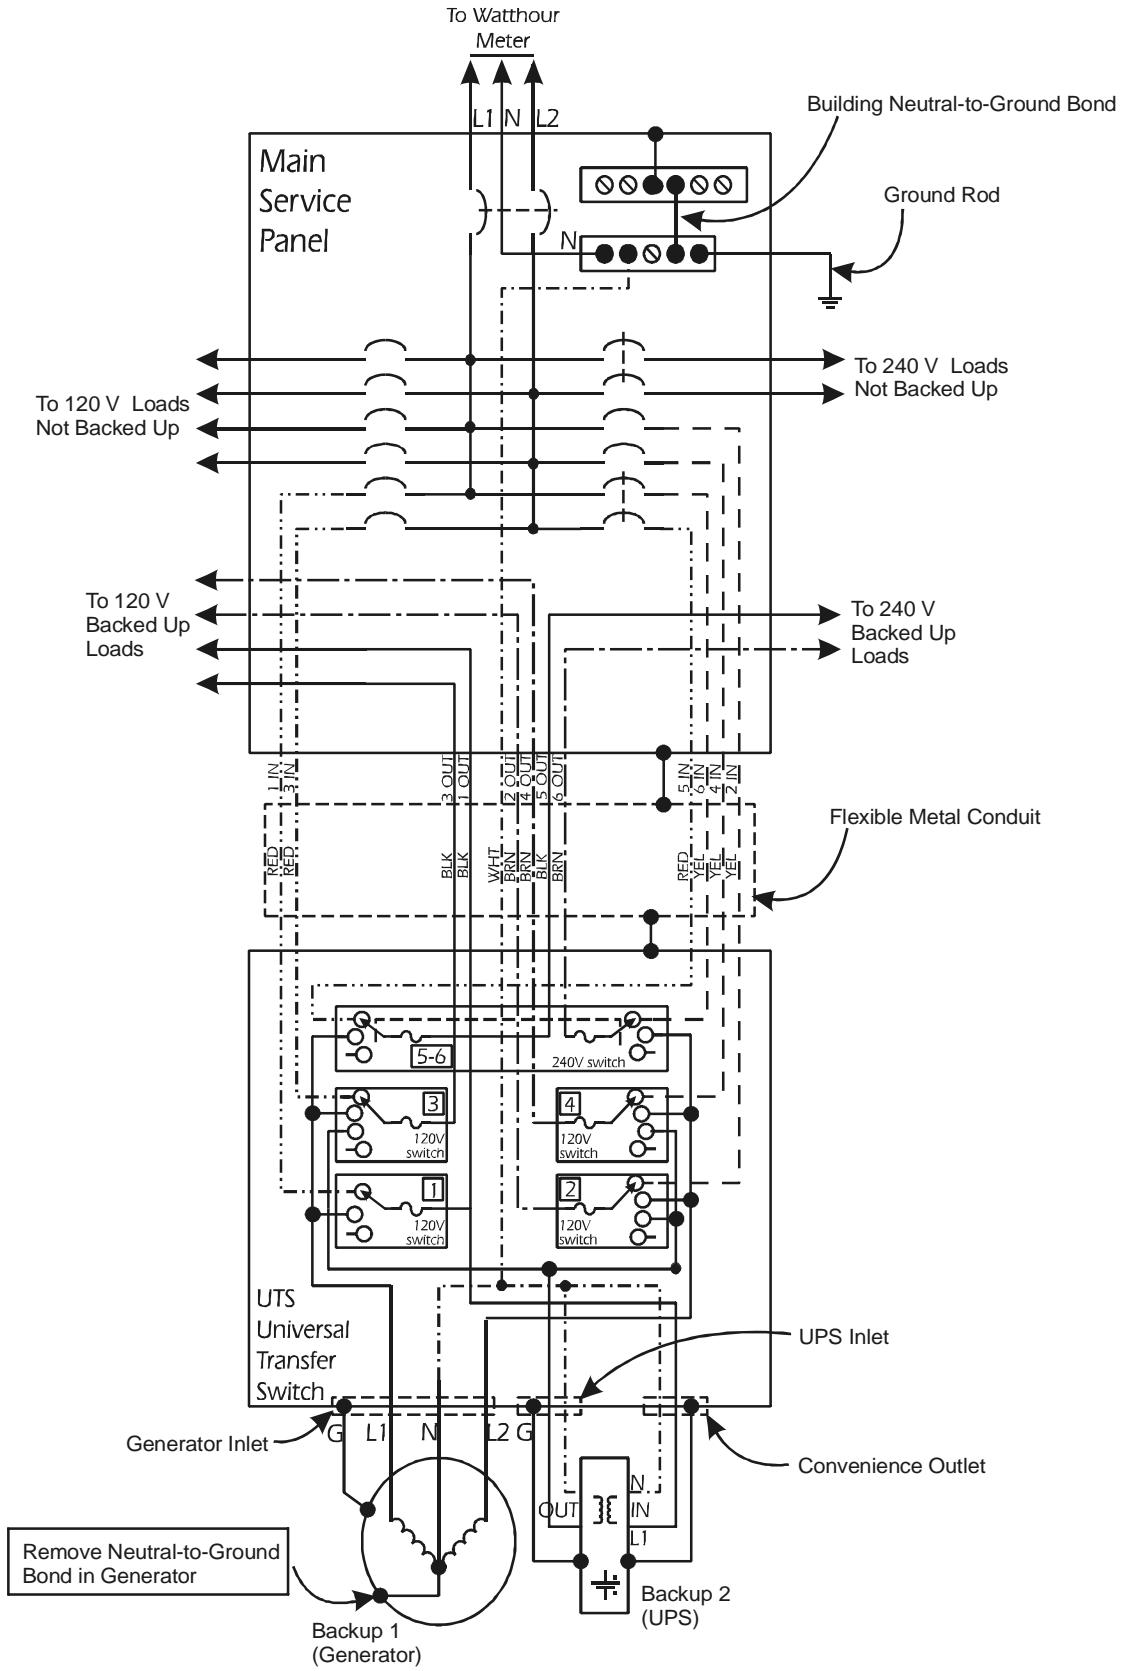 To Watthour
Meter
L1 N L2
Building Neutral-to-Ground Bond
Main
Service
Panel
Ground Rod
N
To 240 V Loads
Not Backed Up
To 120 V Loads
Not Backed Up
To 120 V
Backed Up
Loads
To 240 V
Backed Up
Loads
1 IN
3 IN
3 OUT
1 OUT
2 OUT
4 OUT
5 OUT
6 OUT
5 IN
6 IN
4 IN
2 IN
Flexible Metal Conduit
RED
RED
BLK
BLK
WHT
BRN
BRN
BLK
BRN
RED
YEL
YEL
YEL
5-6
240V switch
3
120V
switch
4
120V
switch
1
120V
switch
2
120V
switch
UTS
Universal
Transfer
Switch
UPS Inlet
Generator Inlet
G L1 N L2 G
Convenience Outlet
N
OUT IN
L1
Remove Neutral-to-Ground
Bond in Generator
Backup 1
(Generator)
Backup 2
(UPS)